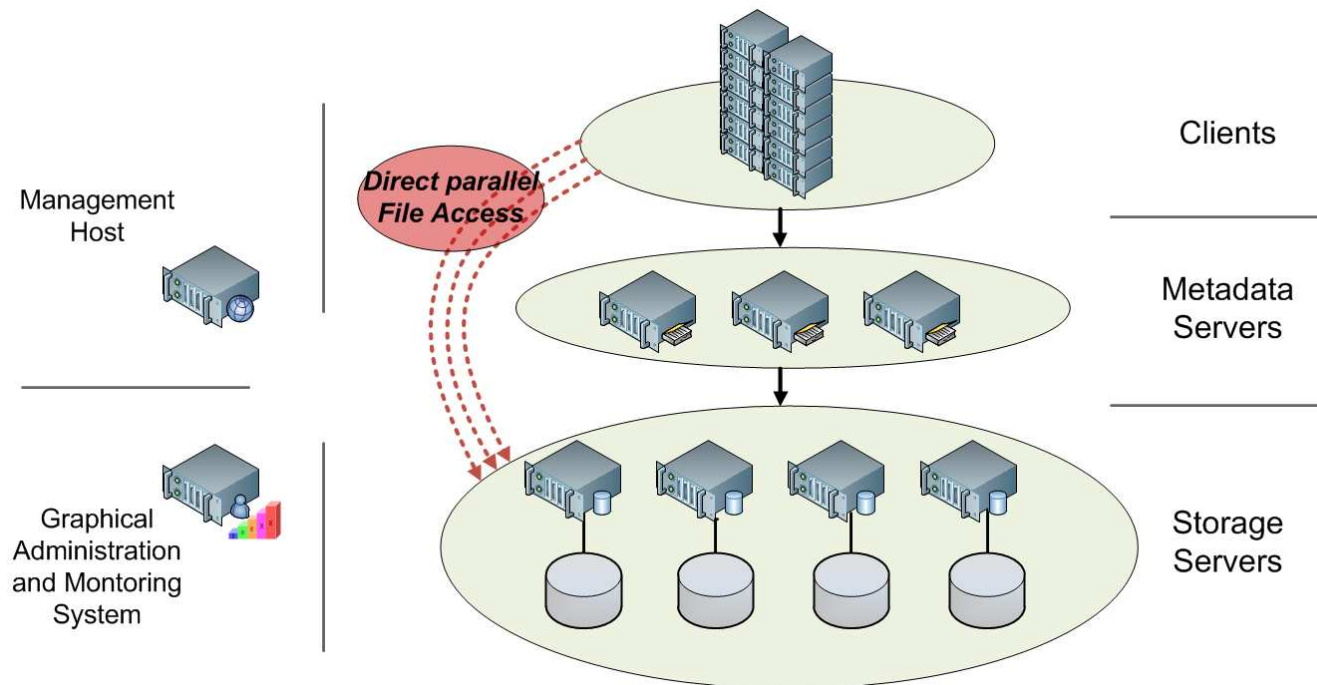 Management
Host
Graphical
Administration
and Montoring
System
Direct parallel
File Access
Clients
Metadata
Servers
Storage
Servers